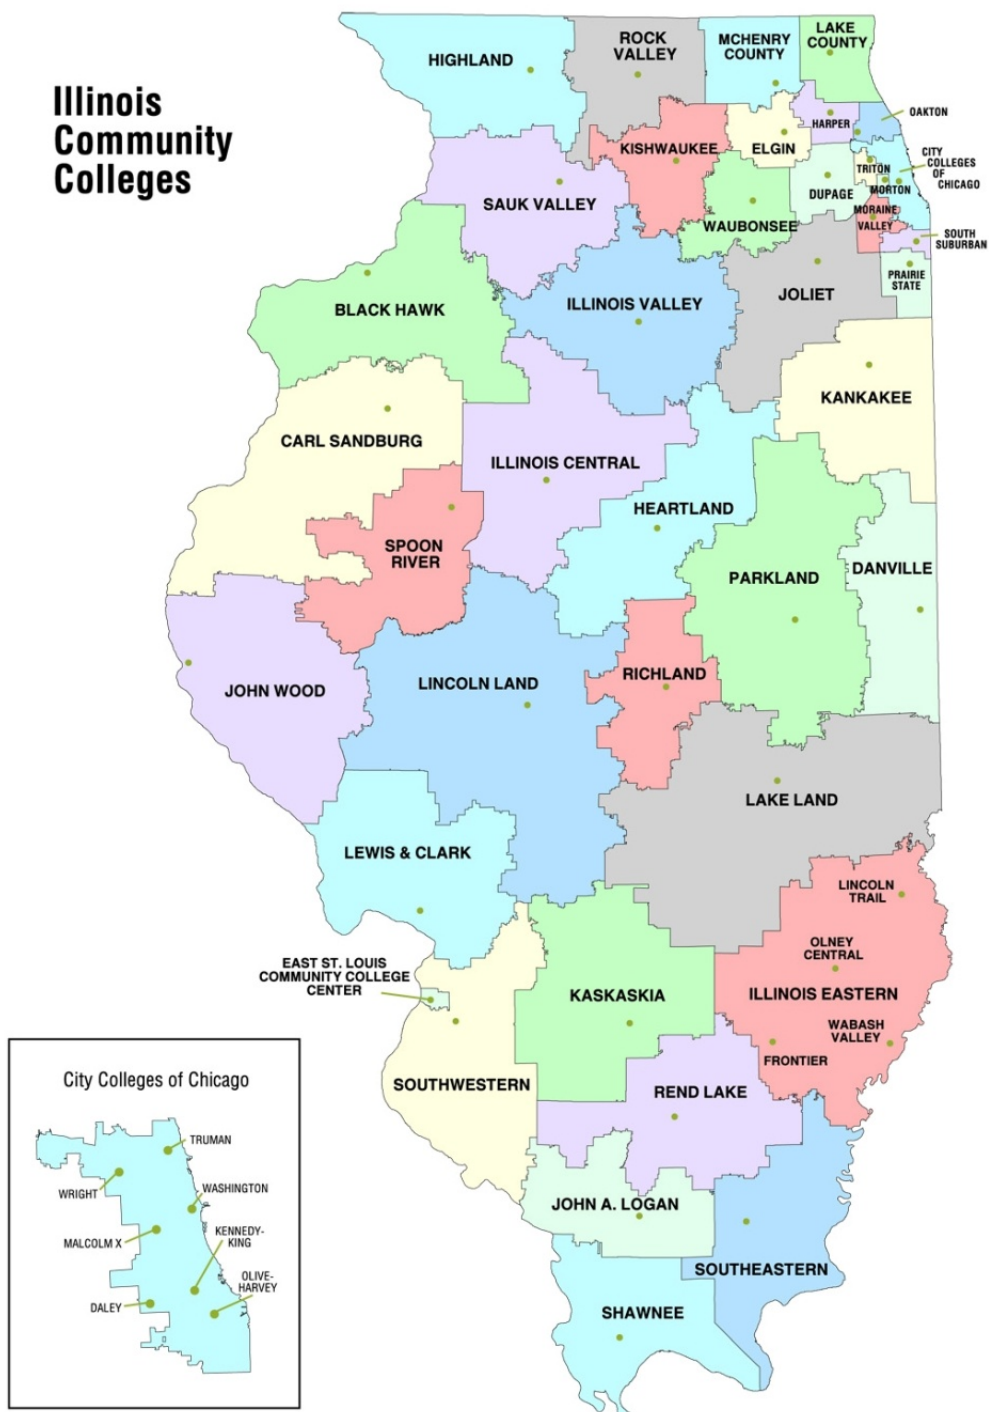 Illinois
Community
Colleges
HIGHLAND
ROCK
VALLEY
MCHENRY
COUNTY
LAKE
COUNTY
HARPER
OAKTON
KISHWAUKEE
ELGIN
CITY
COLLEGES
OF
CHICAGO
TRITON
MORTON
DUPAGE
SAUK VALLEY
WAUBONSEE
MORAINE
VALLEY
SOUTH
SUBURBAN
PRAIRIE
STATE
BLACK HAWK
ILLINOIS VALLEY
JOLIET
KANKAKEE
CARL SANDBURG
ILLINOIS CENTRAL
HEARTLAND
SPOON
RIVER
PARKLAND
DANVILLE
JOHN WOOD
LINCOLN LAND
RICHLAND
LAKE LAND
LEWIS & CLARK
LINCOLN
TRAIL
OLNEY
CENTRAL
EAST ST. LOUIS
COMMUNITY COLLEGE
CENTER
KASKASKIA
ILLINOIS EASTERN
WABASH
VALLEY
FRONTIER
SOUTHWESTERN
REND LAKE
JOHN A. LOGAN
SOUTHEASTERN
SHAWNEE
City Colleges of Chicago
TRUMAN
WRIGHT
WASHINGTON
MALCOLM X
KENNEDY-
KING
OLIVE-
HARVEY
DALEY